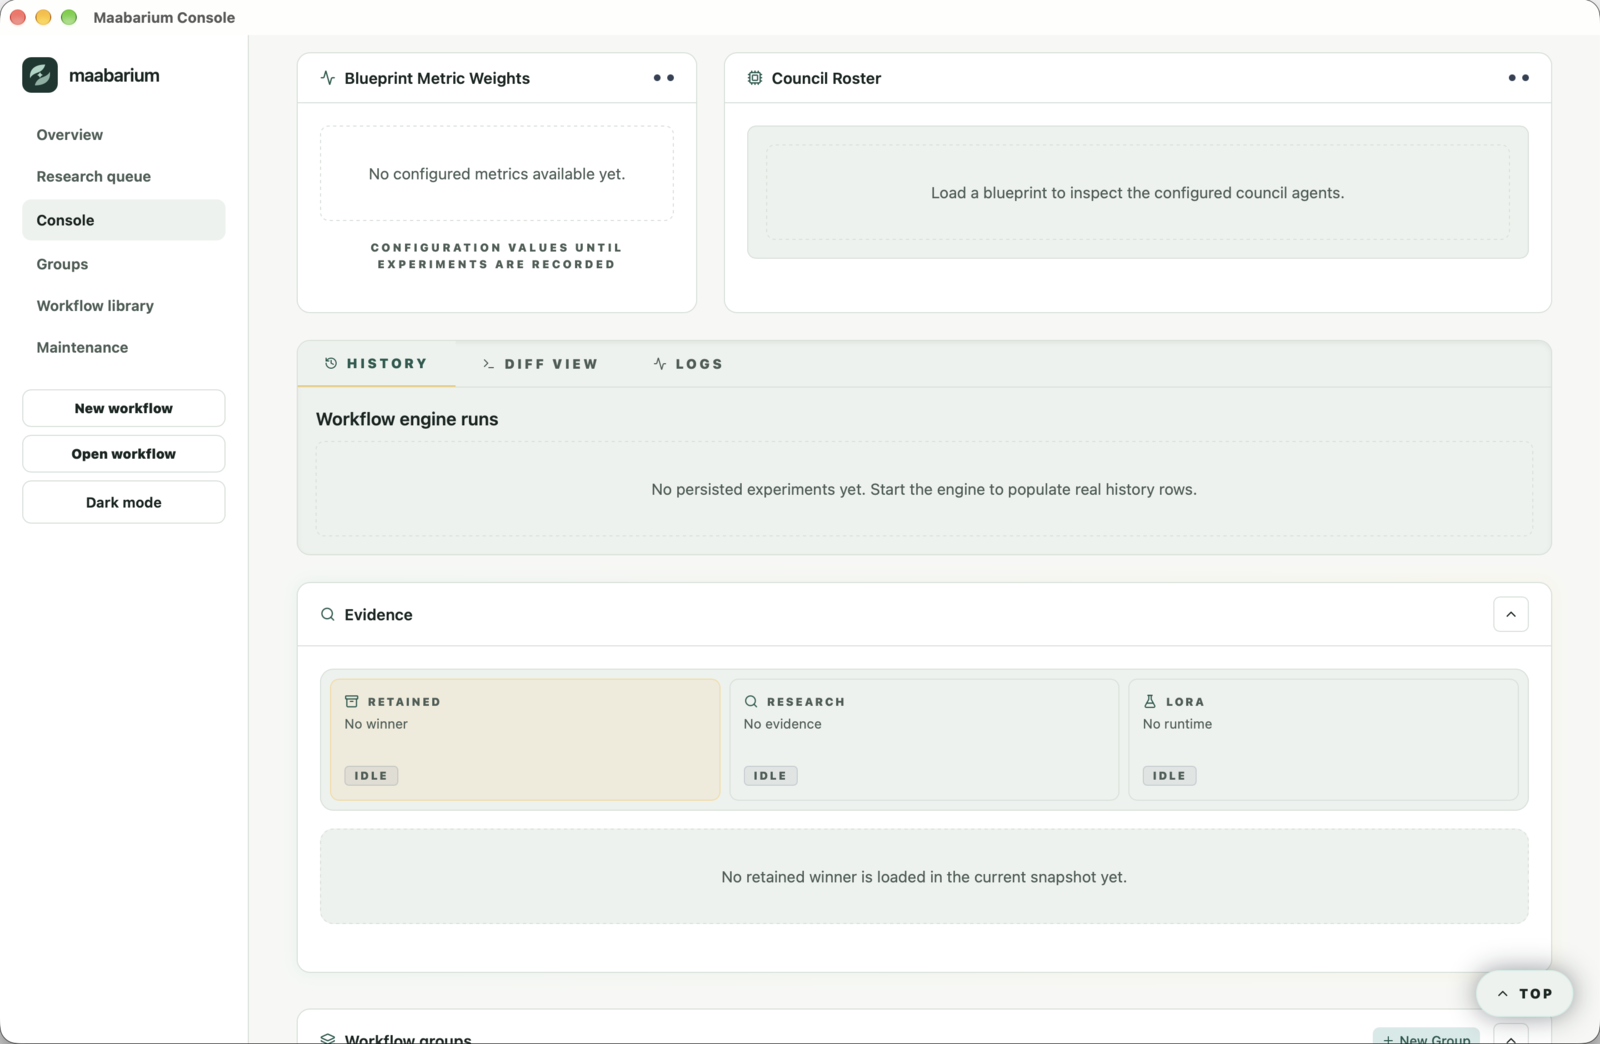 Maabarium Console
maabarium
Overview
Research queue
Console
Groups
Workflow library
Maintenance
New workflow
Open workflow
Dark mode
Blueprint Metric Weights
No configured metrics available yet.
CONFIGURATION VALUES UNTIL
EXPERIMENTS ARE RECORDED
Council Roster
Load a blueprint to inspect the configured council agents.
HISTORY
DIFF VIEW
LOGS
Workflow engine runs
No persisted experiments yet. Start the engine to populate real history rows.
Evidence
RETAINED
No winner
IDLE
RESEARCH
No evidence
IDLE
LORA
No runtime
IDLE
No retained winner is loaded in the current snapshot yet.
TOP
Workflow groups
+ New Group